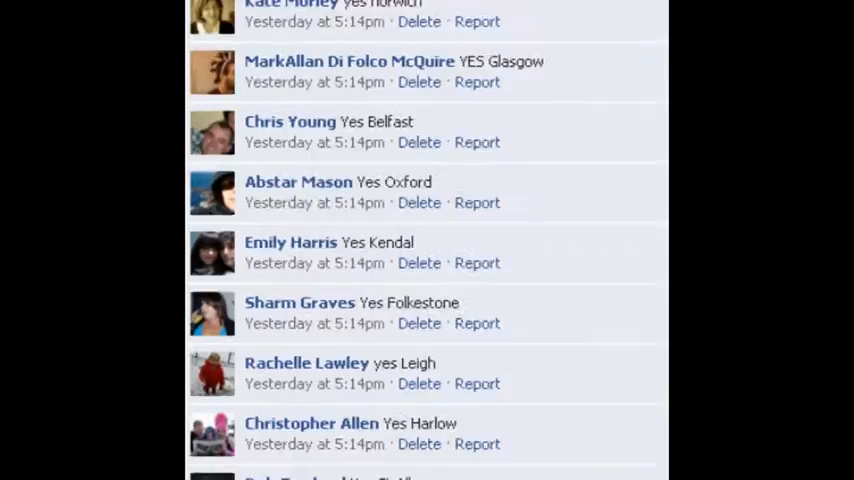 Kate Morley yes norwich
Yesterday at 5:14pm · Delete · Report
MarkAllan Di Folco McQuire YES Glasgow
Yesterday at 5:14pm · Delete · Report
Chris Young Yes Belfast
Yesterday at 5:14pm · Delete · Report
Abstar Mason Yes Oxford
Yesterday at 5:14pm · Delete · Report
Emily Harris Yes Kendal
Yesterday at 5:14pm · Delete · Report
Sharm Graves Yes Folkestone
Yesterday at 5:14pm · Delete · Report
Rachelle Lawley yes Leigh
Yesterday at 5:14pm · Delete · Report
Christopher Allen Yes Harlow
Yesterday at 5:14pm · Delete · Report